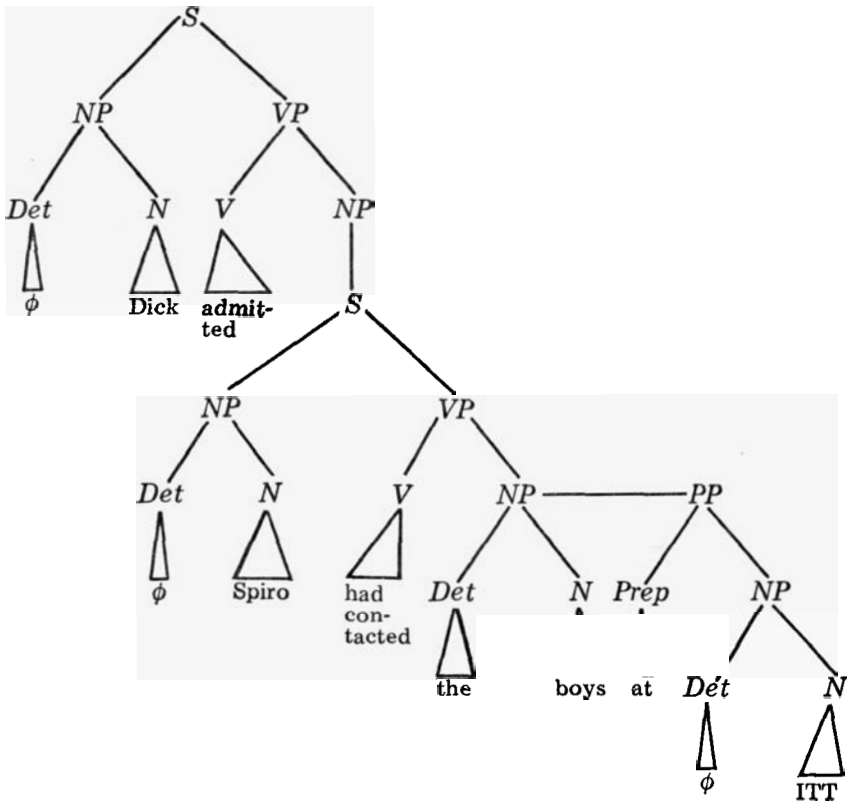 S
NP VP
Det N V NP
ϕ Dick admit-
ted
S
NP VP
Det N V NP PP
ϕ Spiro had
con-
tacted
Det N Prep NP
the boys at Det N
ϕ ITT